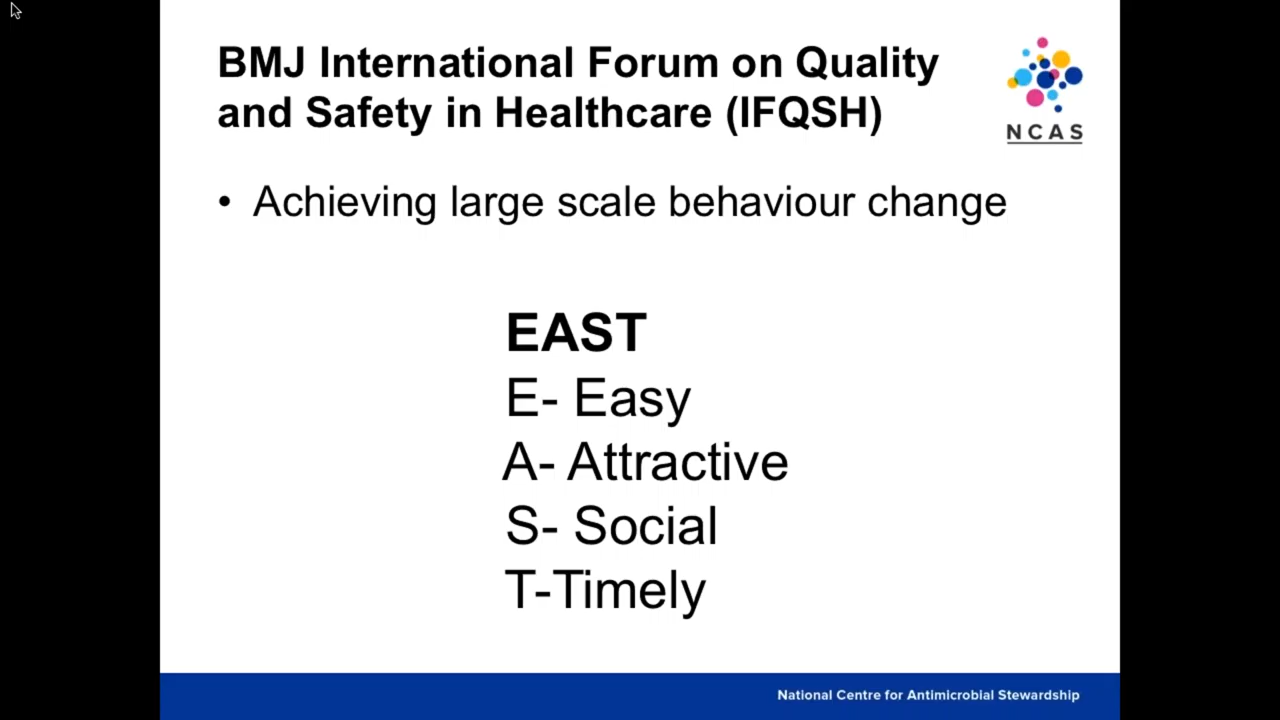 BMJ International Forum on Quality
and Safety in Healthcare (IFQSH)
NCAS
• Achieving large scale behaviour change
EAST
E- Easy
A- Attractive
S- Social
T-Timely
National Centre for Antimicrobial Stewardship